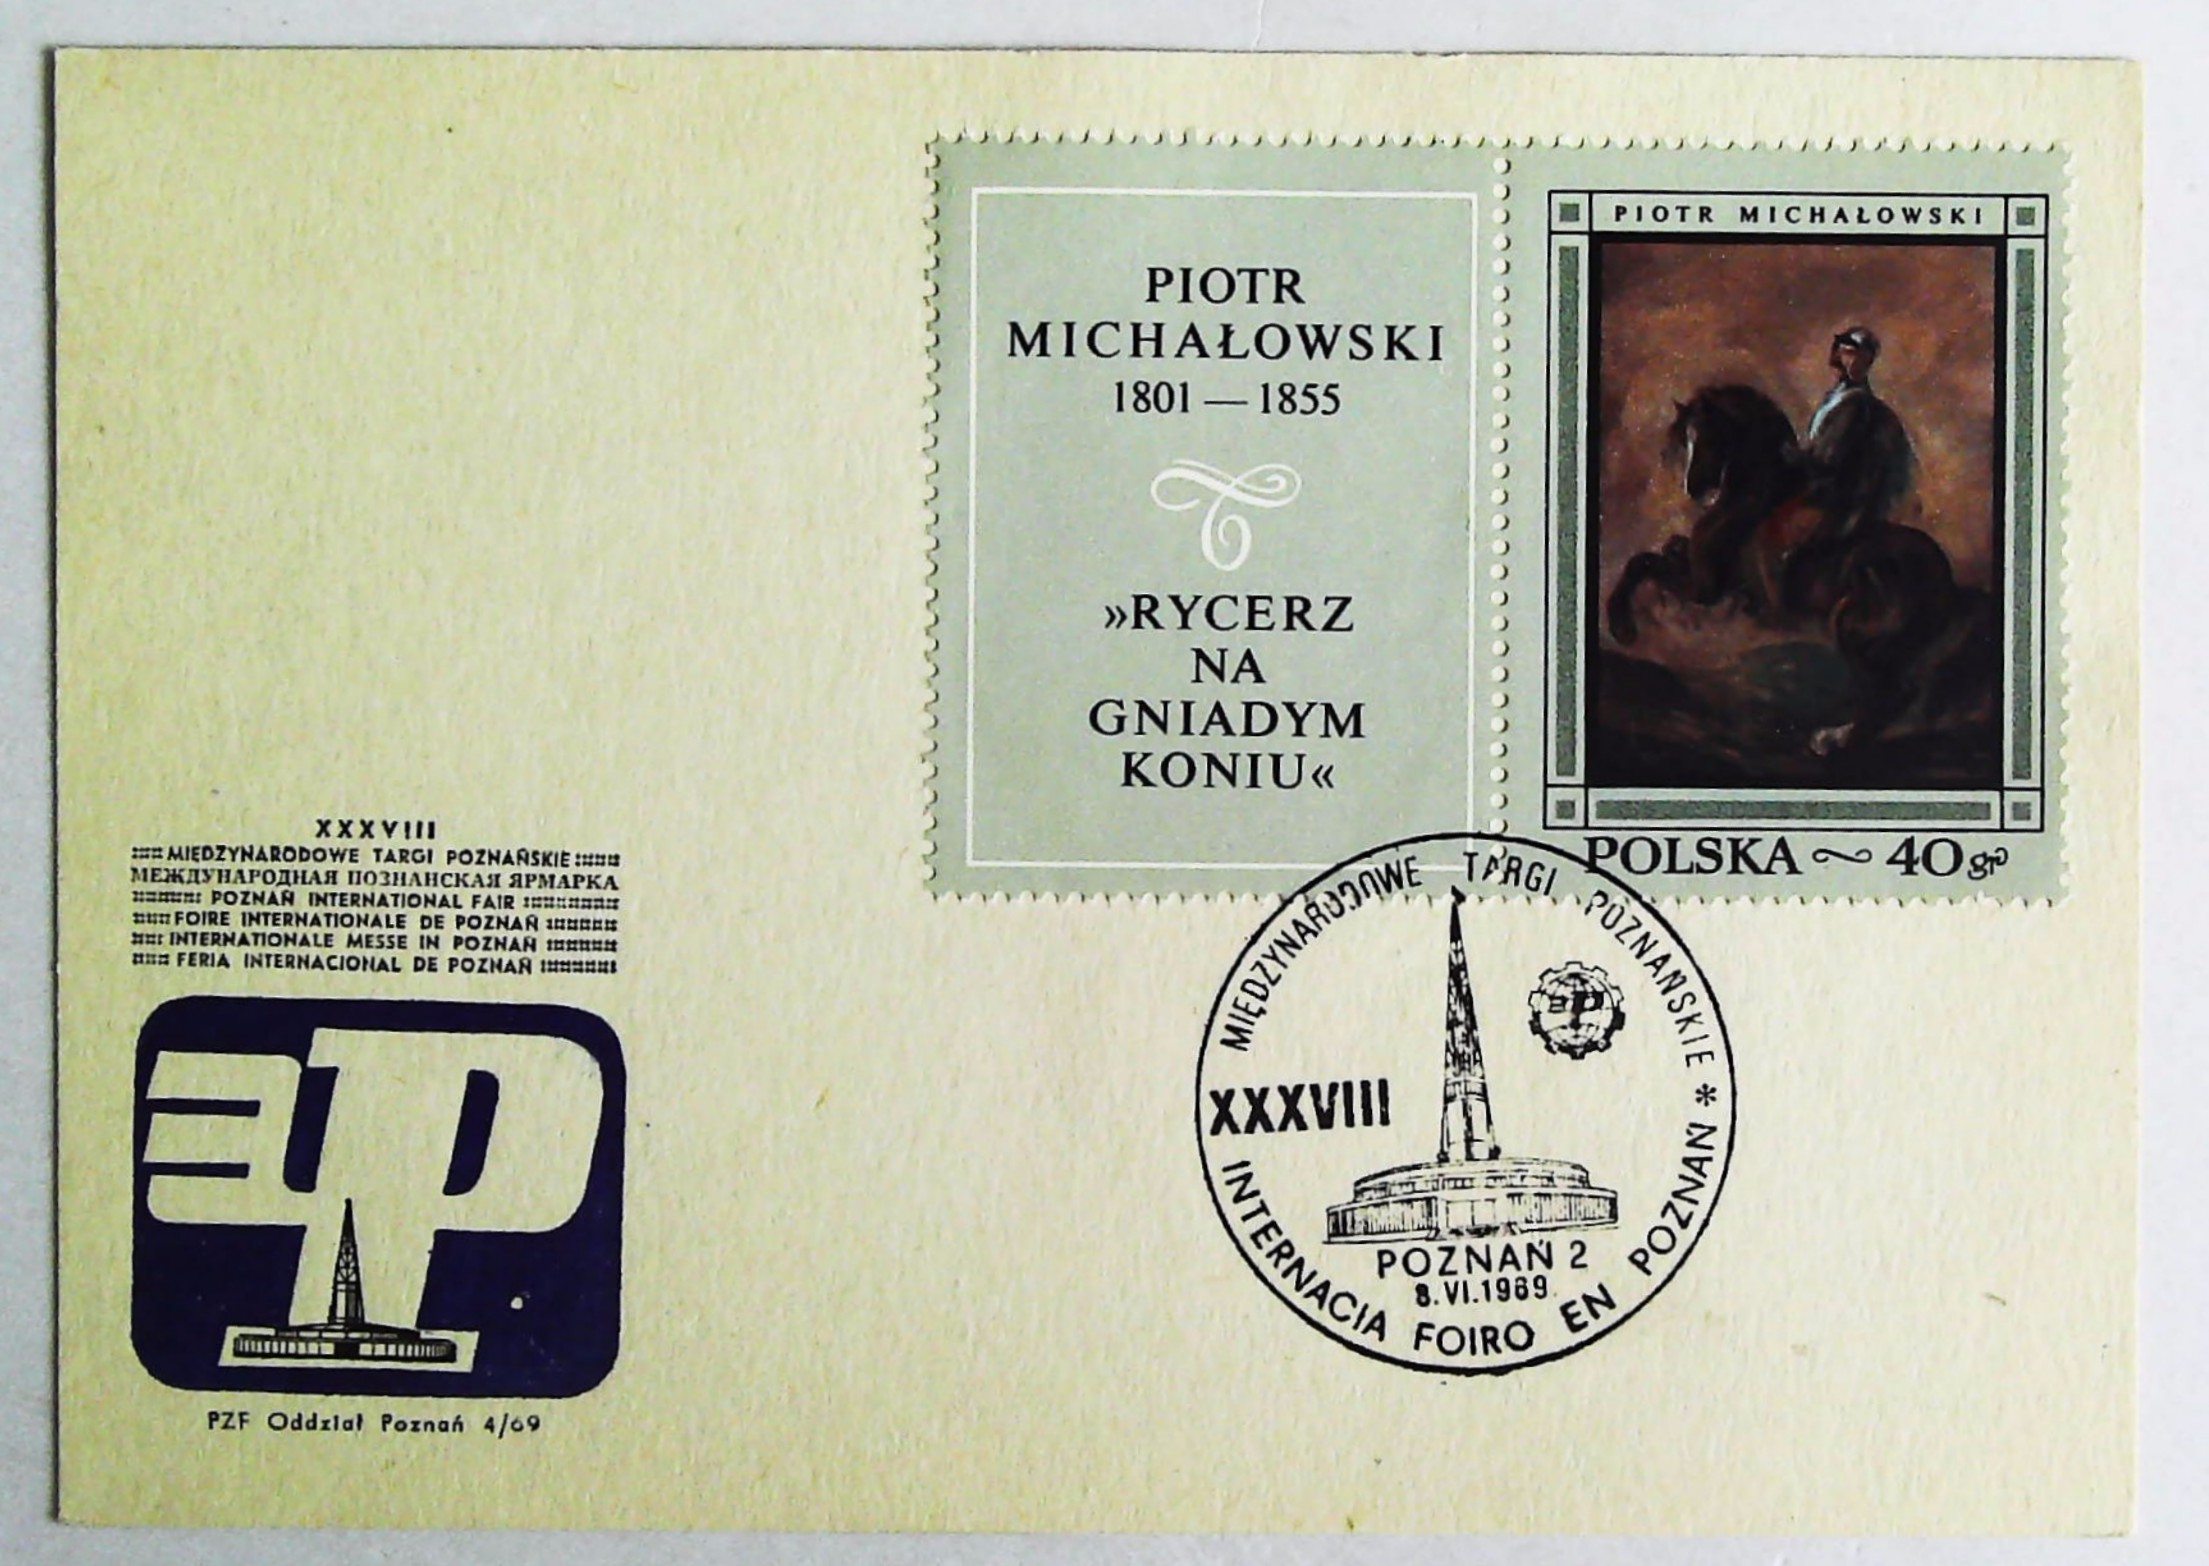 PIOTR
MICHAŁOWSKI
1801 — 1855
»RYCERZ
NA
GNIADYM
KONIU«
PIOTR MICHAŁOWSKI
POLSKA ~ 40 gr
XXXVIII
MIĘDZYNARODOWE TARGI POZNAŃSKIE
МЕЖДУНАРОДНАЯ ПОЗНАНСКАЯ ЯРМАРКА
POZNAŃ INTERNATIONAL FAIR
FOIRE INTERNATIONALE DE POZNAŃ
INTERNATIONALE MESSE IN POZNAŃ
FERIA INTERNACIONAL DE POZNAŃ
PZF Oddział Poznań 4/69
MIĘDZYNARODOWE TARGI POZNAŃSKIE *
XXXVIII
POZNAŃ 2
8.VI.1969
INTERNACIA FOIRO EN POZNAŃ